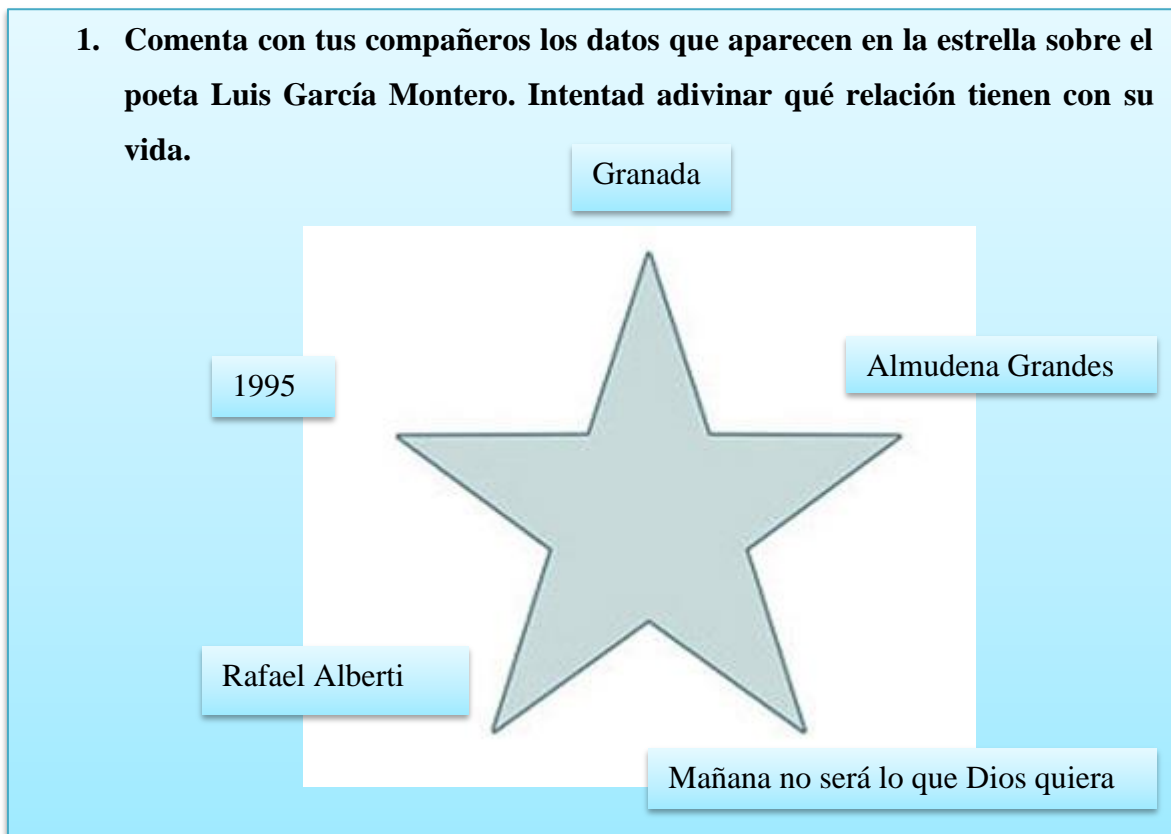 1. Comenta con tus compañeros los datos que aparecen en la estrella sobre el
poeta Luis García Montero. Intentad adivinar qué relación tienen con su
vida.
Granada
Almudena Grandes
1995
Rafael Alberti
Mañana no será lo que Dios quiera